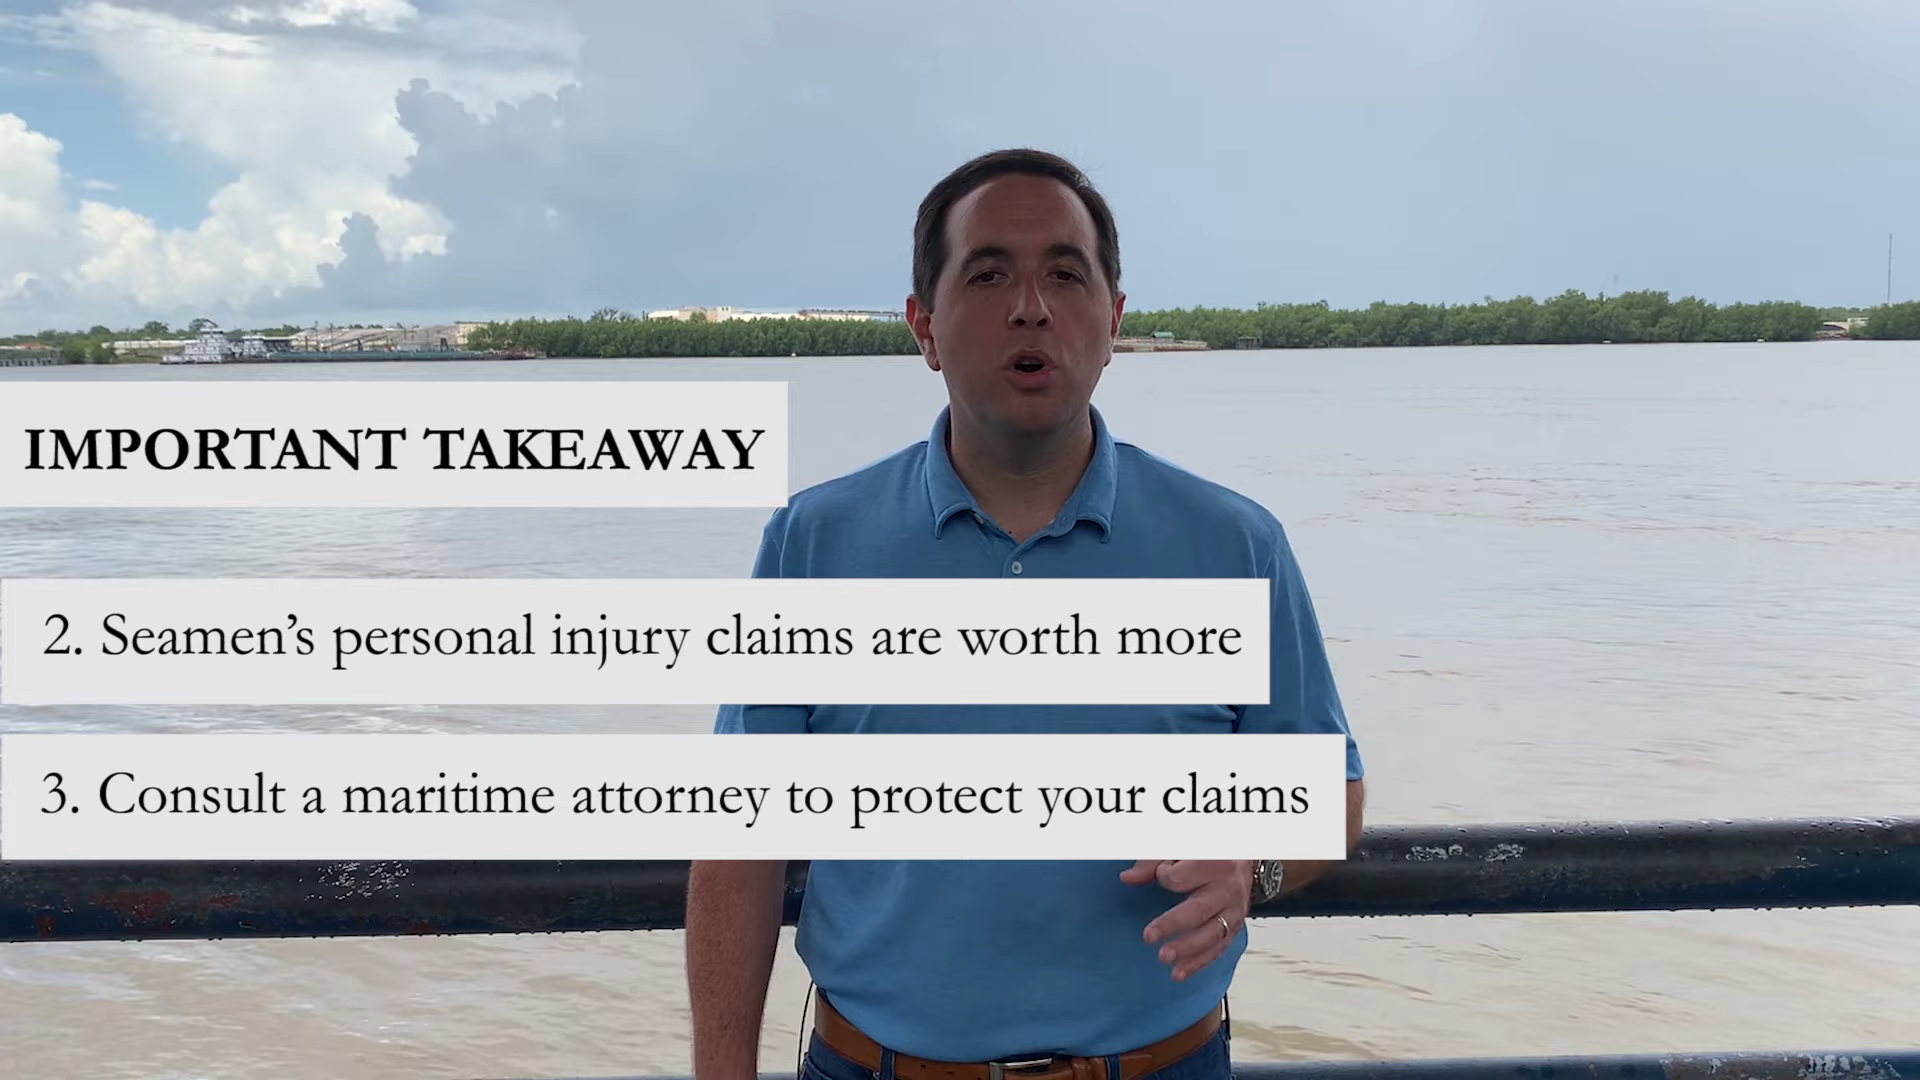 IMPORTANT TAKEAWAY
2. Seamen’s personal injury claims are worth more
3. Consult a maritime attorney to protect your claims